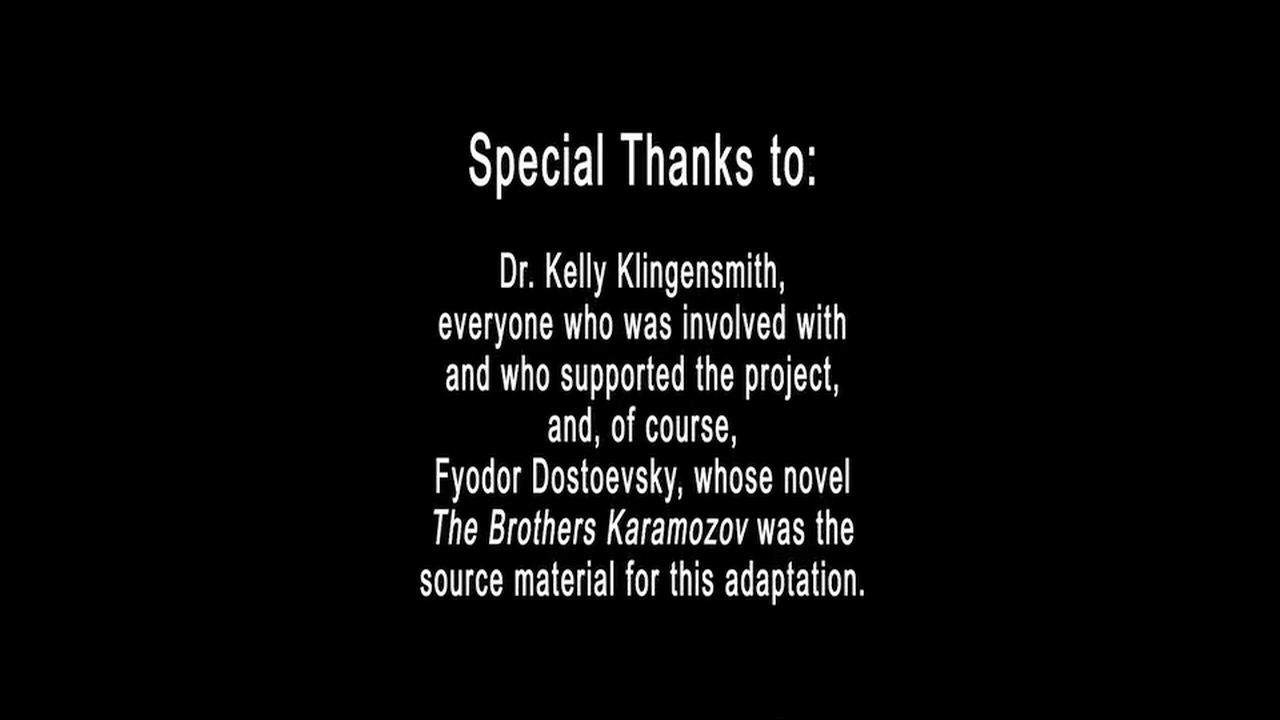 Special Thanks to:
Dr. Kelly Klingensmith,
everyone who was involved with
and who supported the project,
and, of course,
Fyodor Dostoevsky, whose novel
The Brothers Karamozov was the
source material for this adaptation.